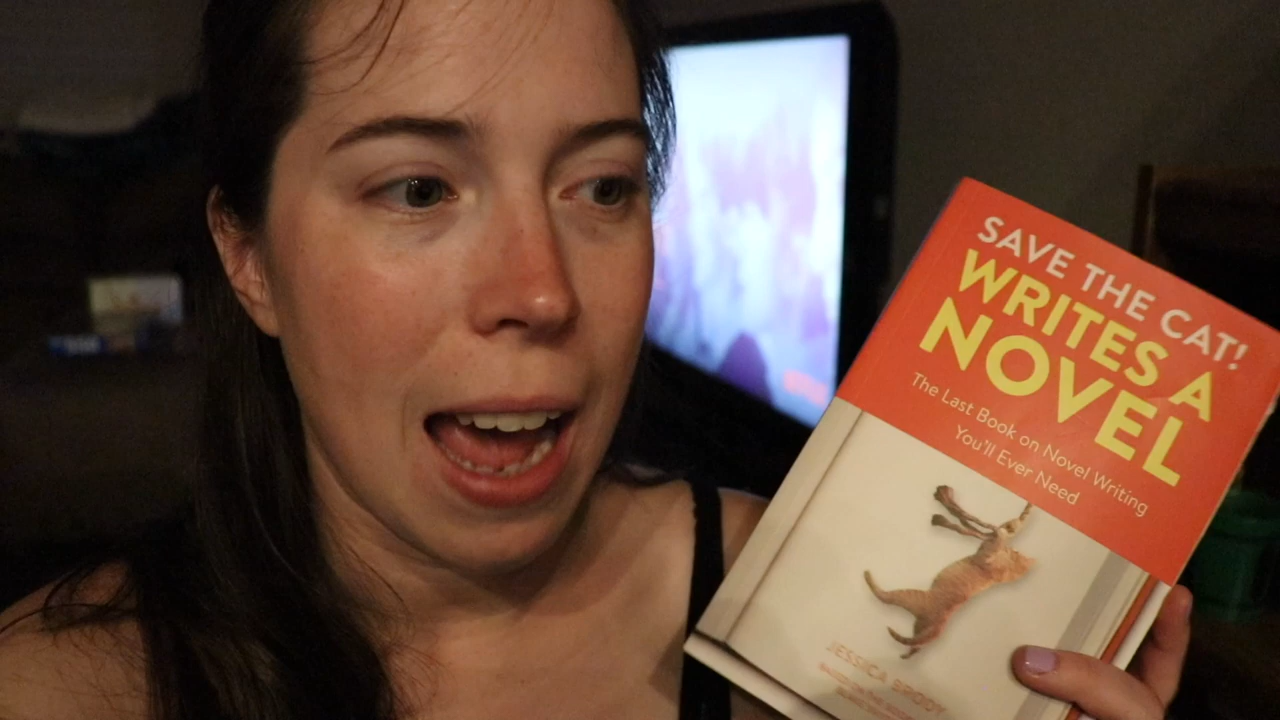 SAVE THE CAT!
WRITES A
NOVEL
The Last Book on Novel Writing
You'll Ever Need
JESSICA BRODY